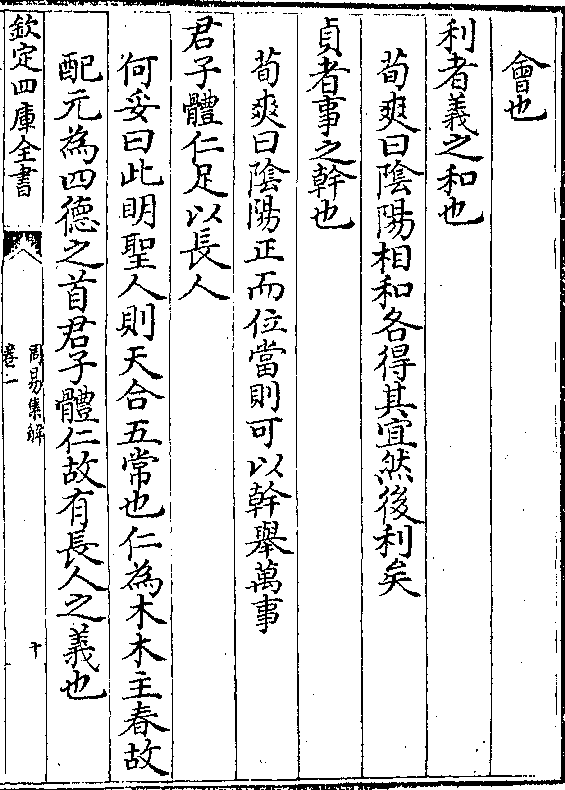 會也
利者義之和也
荀爽曰陰陽相和各得其宜然後利矣
貞者事之幹也
荀爽曰陰陽正而位當則可以幹舉萬事
君子體仁足以長人
何妥曰此明聖人則天合五常也仁為木木主春故
配元為四德之首君子體仁故有長人之義也
欽定四庫全書
周易集解
卷一
十